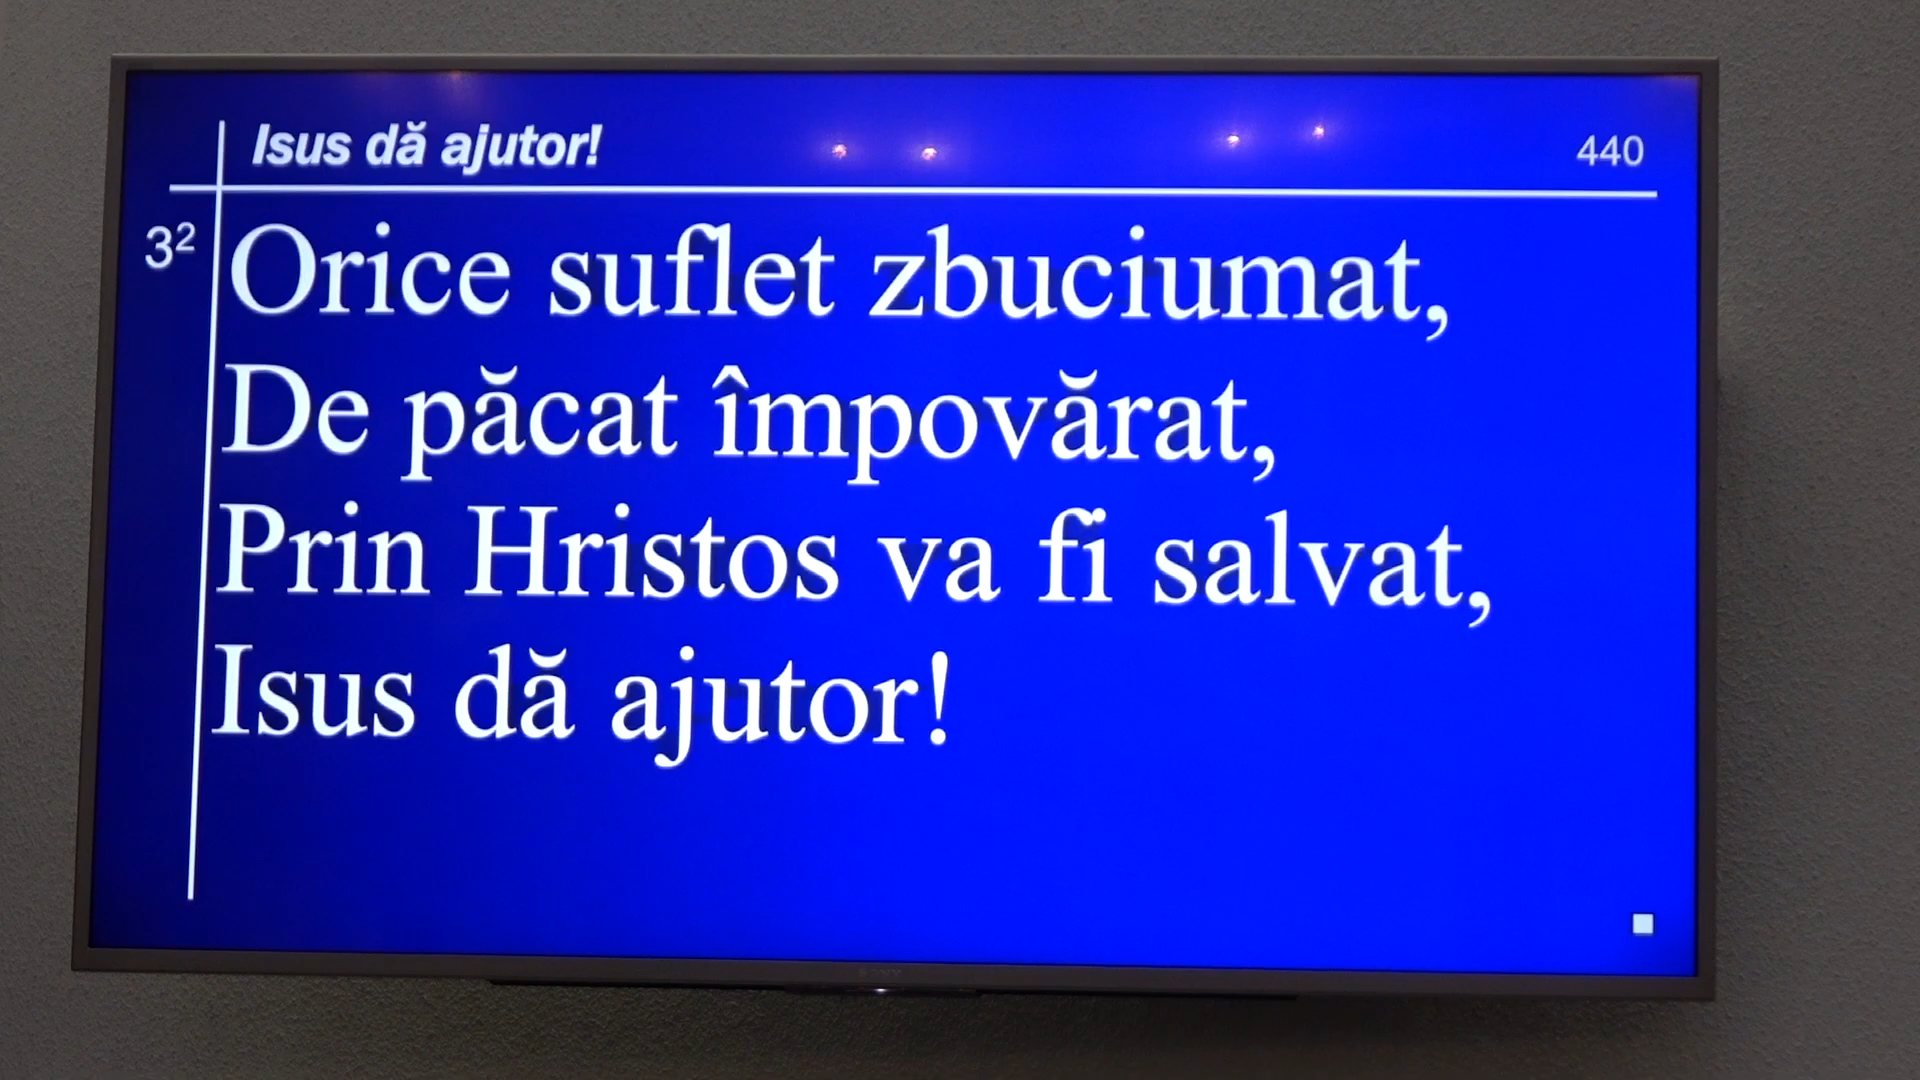 Isus dă ajutor!
440
3²
Orice suflet zbuciumat,
De păcat împovărat,
Prin Hristos va fi salvat,
Isus dă ajutor!